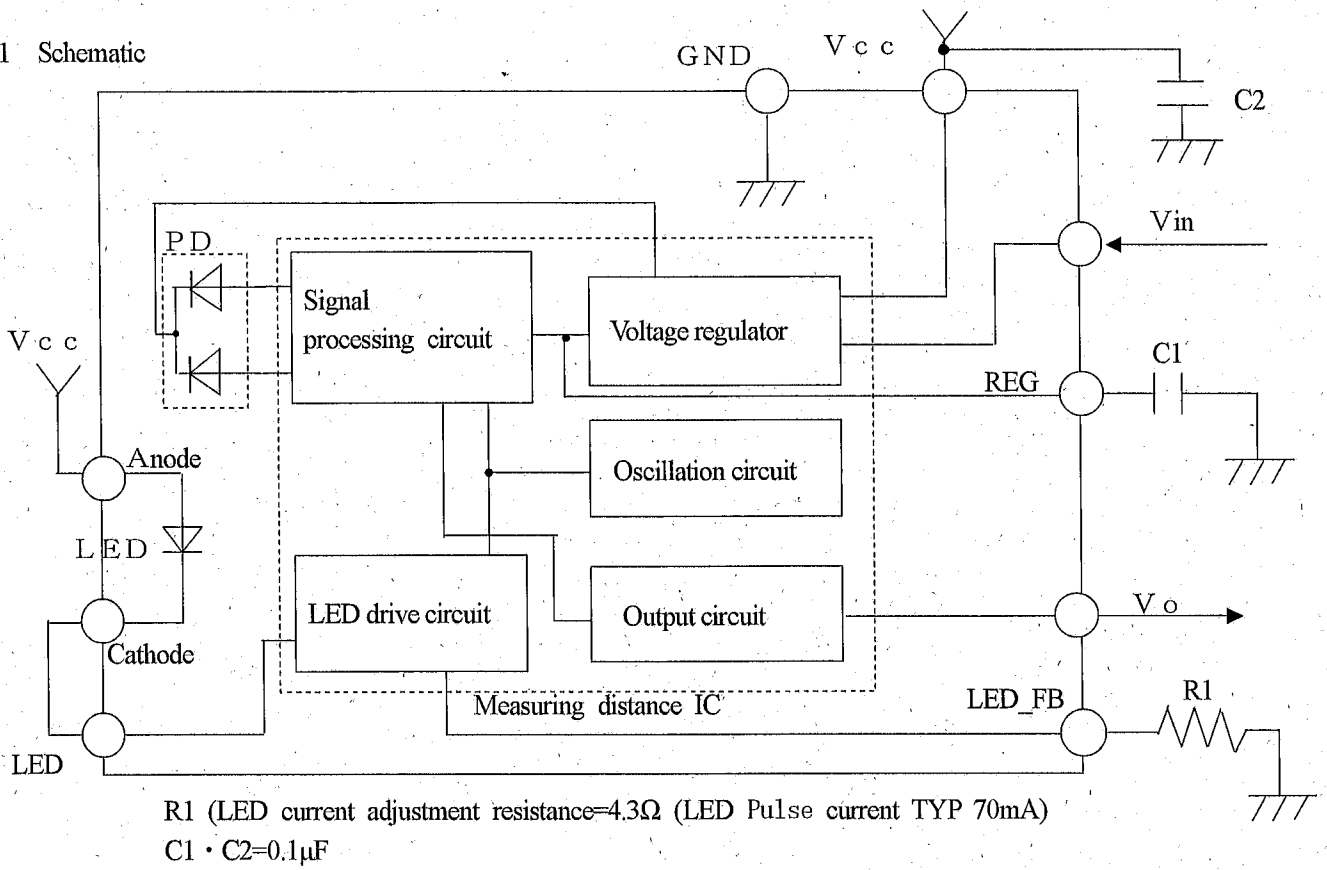 1 Schematic
GND
Vcc
C2
Vin
PD
Signal
processing circuit
Voltage regulator
Vcc
C1
REG
Anode
Oscillation circuit
LED
LED drive circuit
Output circuit
Vo
Cathode
Measuring distance IC
LED_FB
R1
LED
R1 (LED current adjustment resistance=4.3Ω (LED Pulse current TYP 70mA)
C1・C2=0.1μF